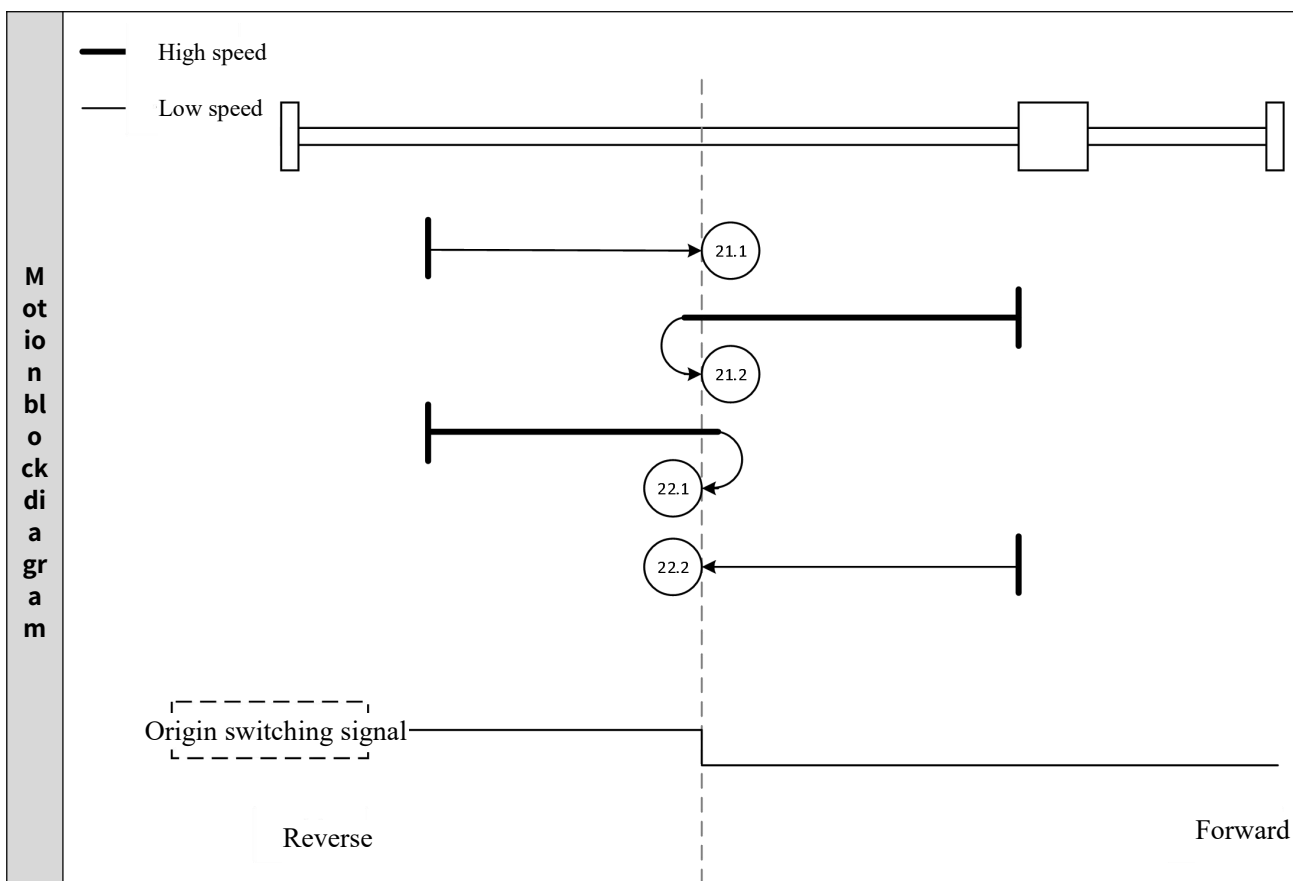 High speed
Low speed
M
ot
io
n
bl
o
ck
di
a
gr
a
m
21.1
21.2
22.1
22.2
Origin switching signal
Reverse
Forward